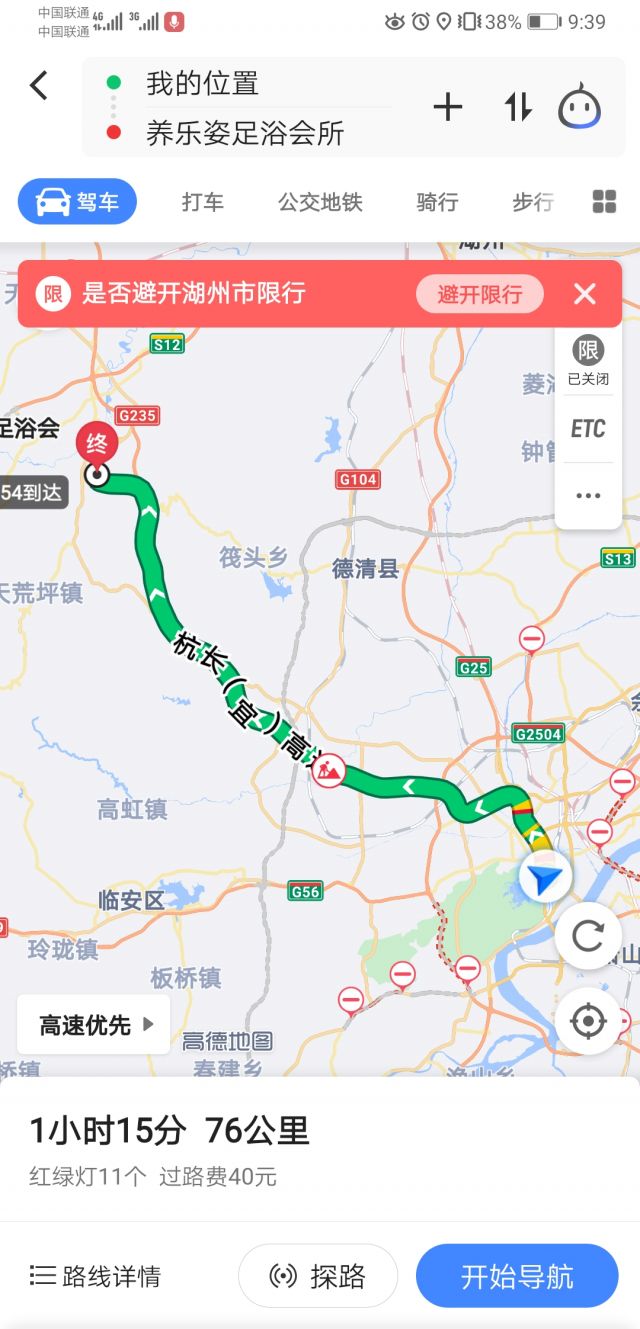 中国联通 4G 3G 38% 9:39
中国联通
我的位置
养乐姿足浴会所
驾车 打车 公交地铁 骑行 步行
限 是否避开湖州市限行 避开限行
S12
限
已关闭
G235
足浴会
终
ETC
54到达
G104
筏头乡
德清县
S13
天荒坪镇
G25
杭长(宜)高速
G2504
高虹镇
临安区
G56
玲珑镇
板桥镇
高速优先
高德地图
春建乡
渔山乡
1小时15分 76公里
红绿灯11个 过路费40元
路线详情 探路 开始导航